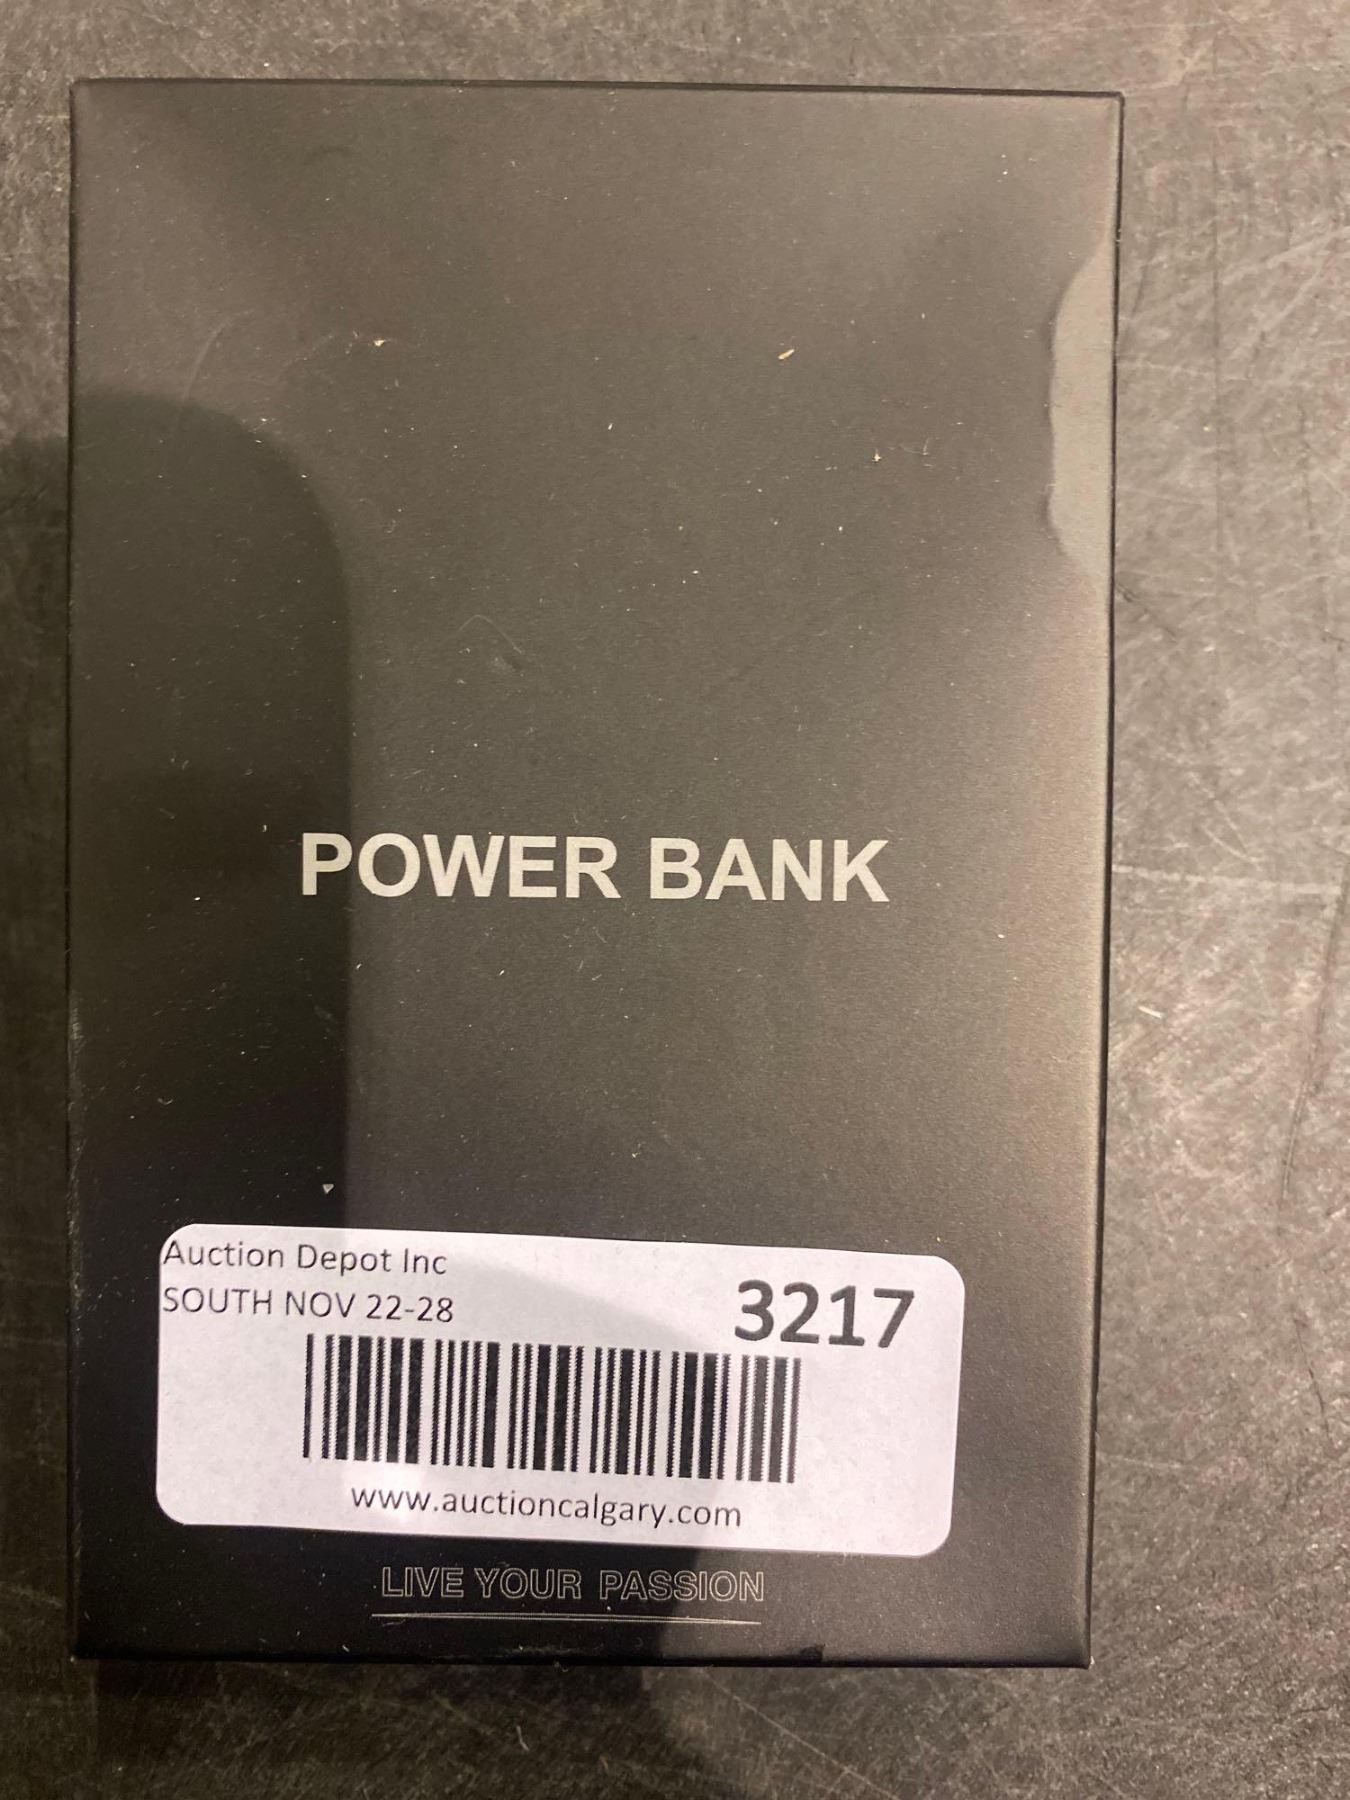 POWER BANK
Auction Depot Inc
SOUTH NOV 22-28
3217
www.auctioncalgary.com
LIVE YOUR PASSION